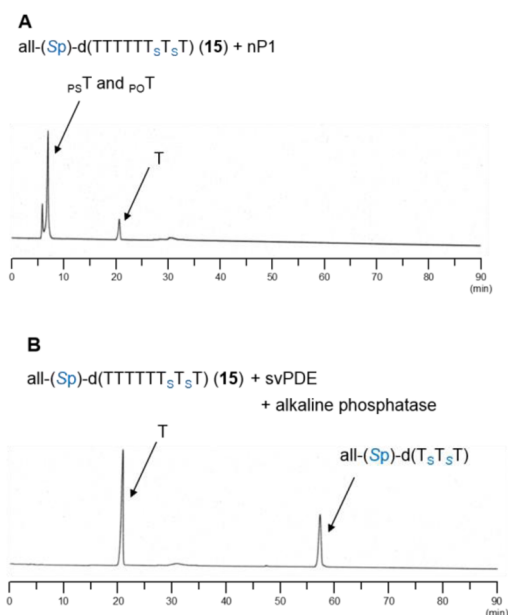 A
all-(Sp)-d(TTTTTTₛTₛT) (15) + nP1
PST and POT
T
0 10 20 30 40 50 60 70 80 90
(min)
B
all-(Sp)-d(TTTTTTₛTₛT) (15) + svPDE
+ alkaline phosphatase
T
all-(Sp)-d(TₛTₛT)
0 10 20 30 40 50 60 70 80 90
(min)